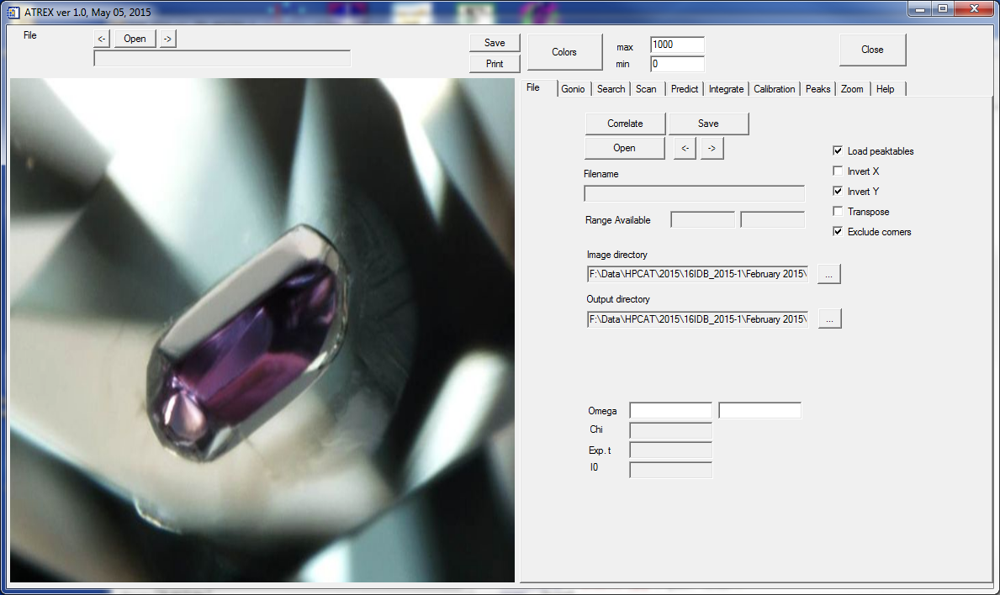 ATREX ver 1.0, May 05, 2015
File
<- Open ->
Save
Print
Colors
max 1000
min 0
Close
File Gonio Search Scan Predict Integrate Calibration Peaks Zoom Help
Correlate Save
Open <- ->
Filename
Range Available
Load peaktables
Invert X
Invert Y
Transpose
Exclude corners
Image directory
F:\Data\HPCAT\2015\16IDB_2015-1\February 2015\ ...
Output directory
F:\Data\HPCAT\2015\16IDB_2015-1\February 2015\ ...
Omega
Chi
Exp. t
I0